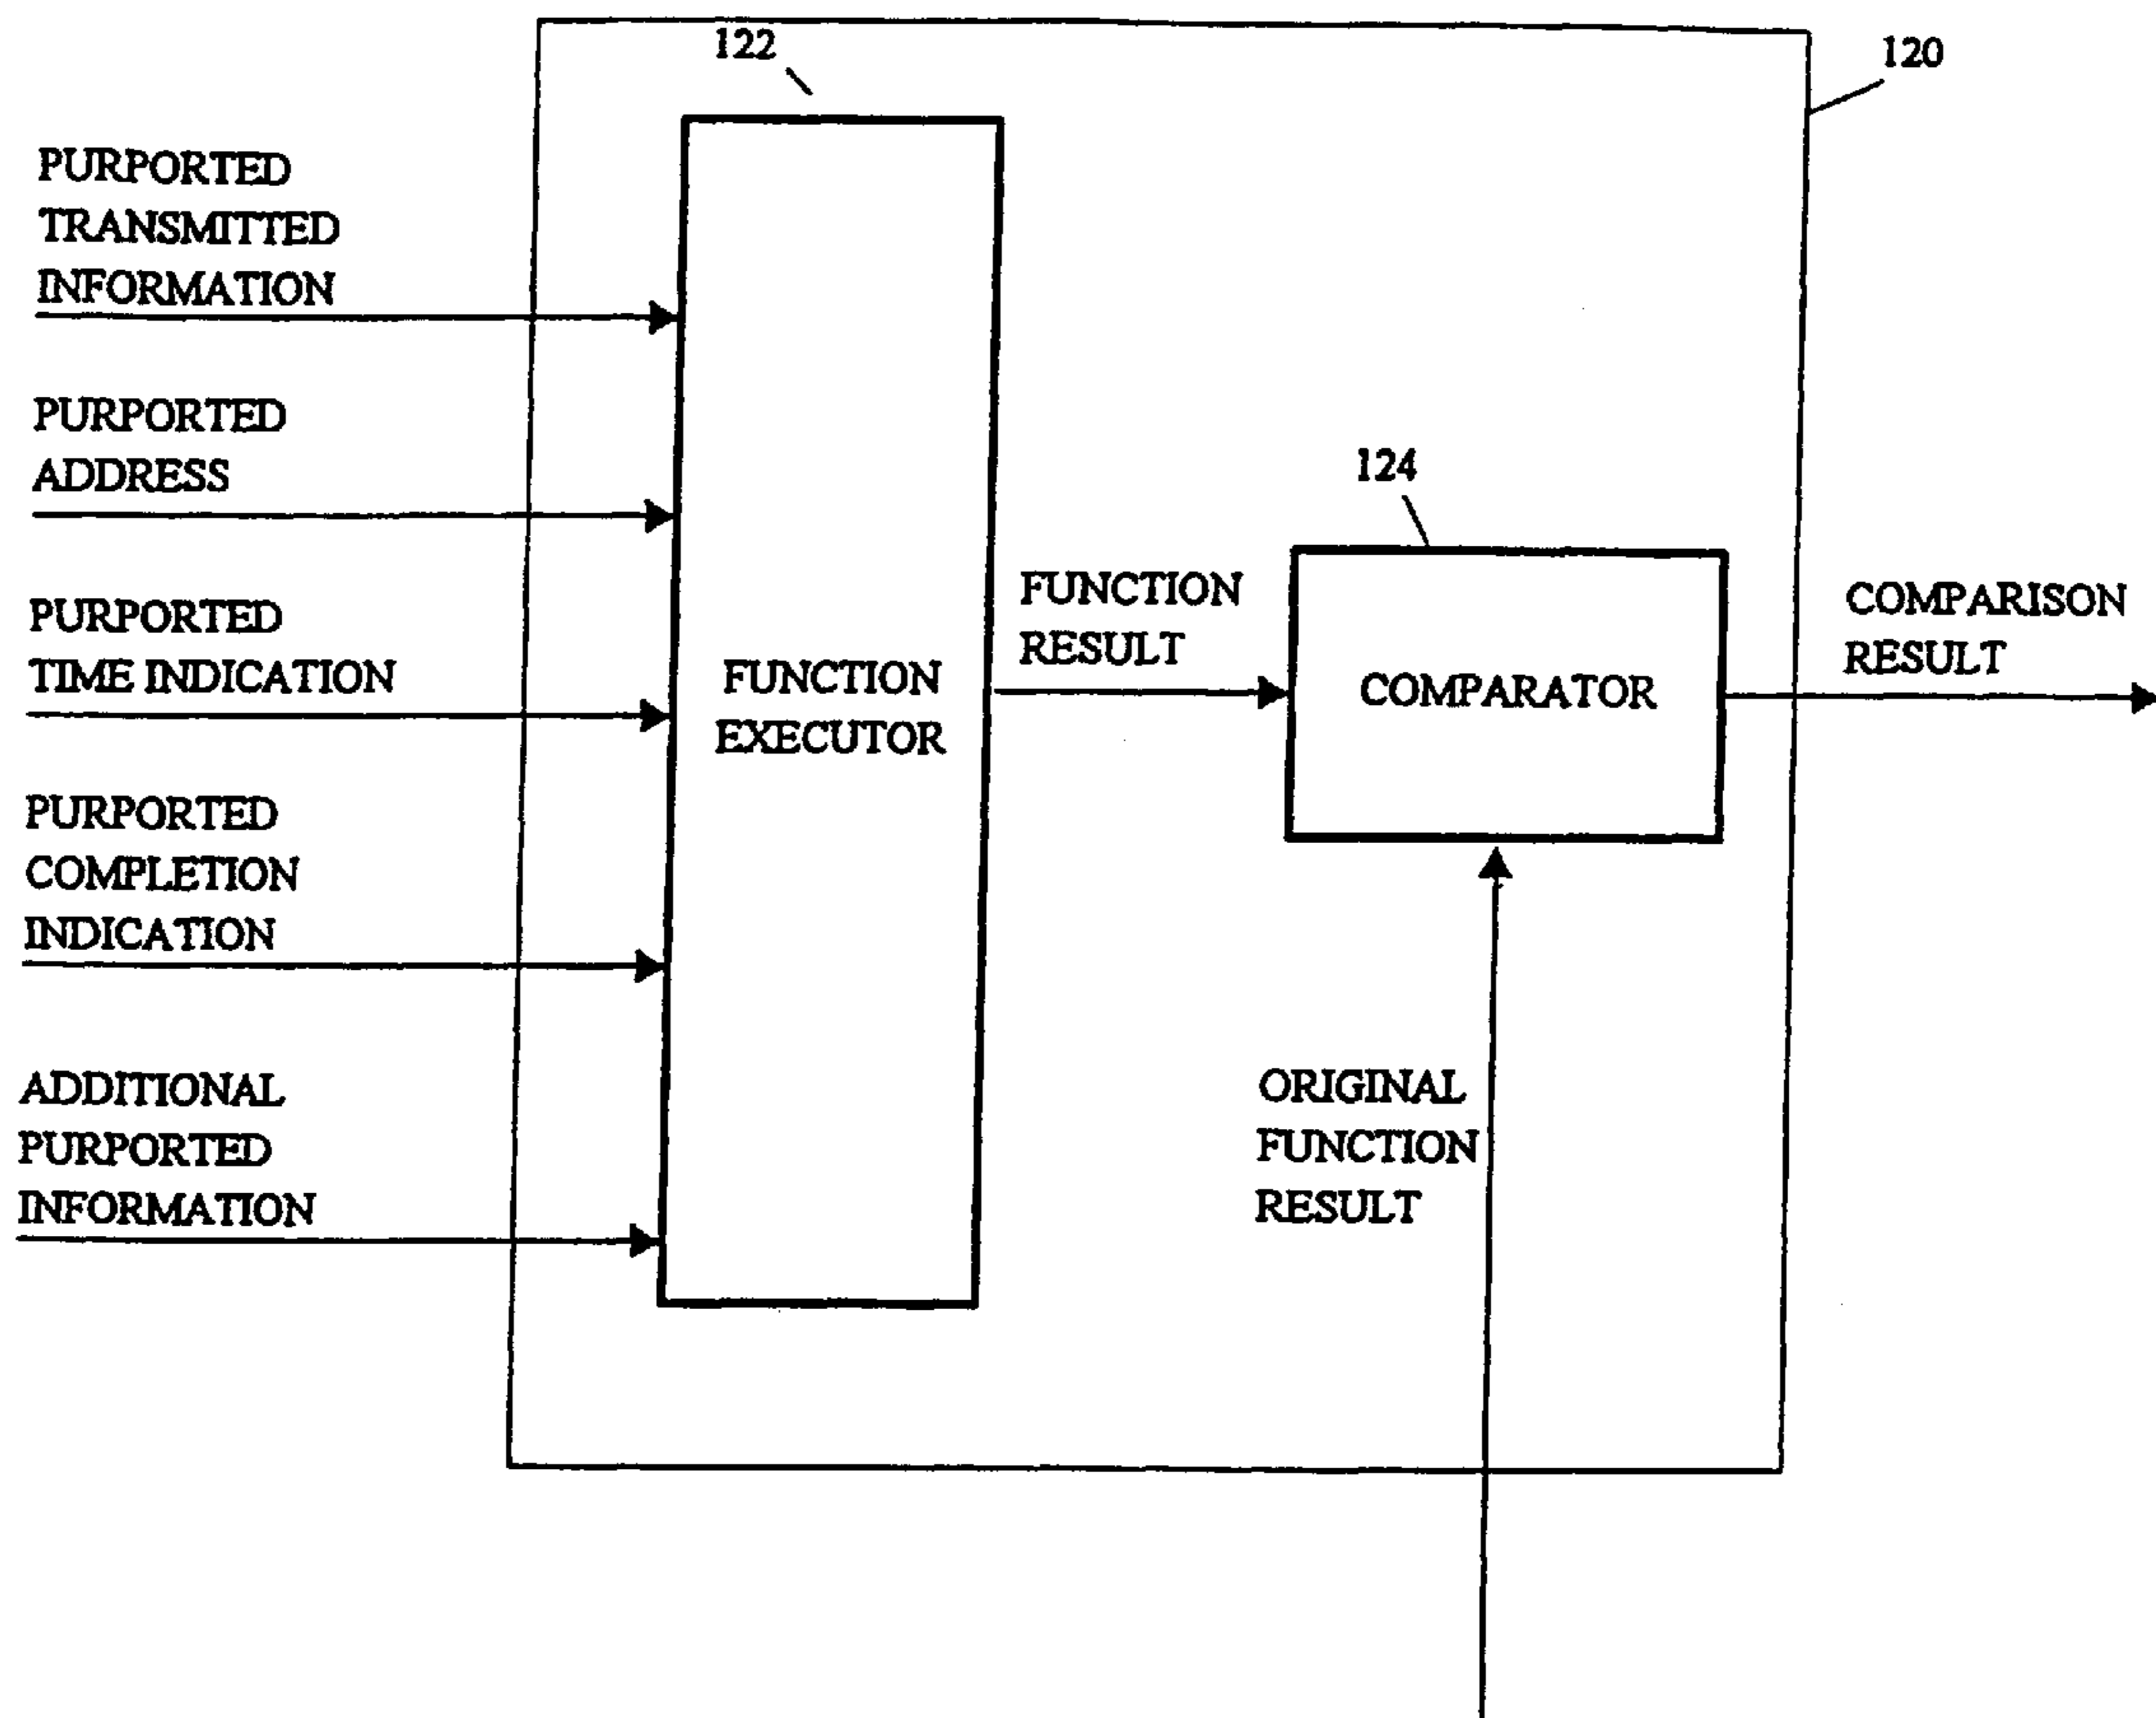 122
120
PURPORTED
TRANSMITTED
INFORMATION
PURPORTED
ADDRESS
PURPORTED
TIME INDICATION
PURPORTED
COMPLETION
INDICATION
ADDITIONAL
PURPORTED
INFORMATION
FUNCTION
EXECUTOR
FUNCTION
RESULT
124
COMPARATOR
COMPARISON
RESULT
ORIGINAL
FUNCTION
RESULT